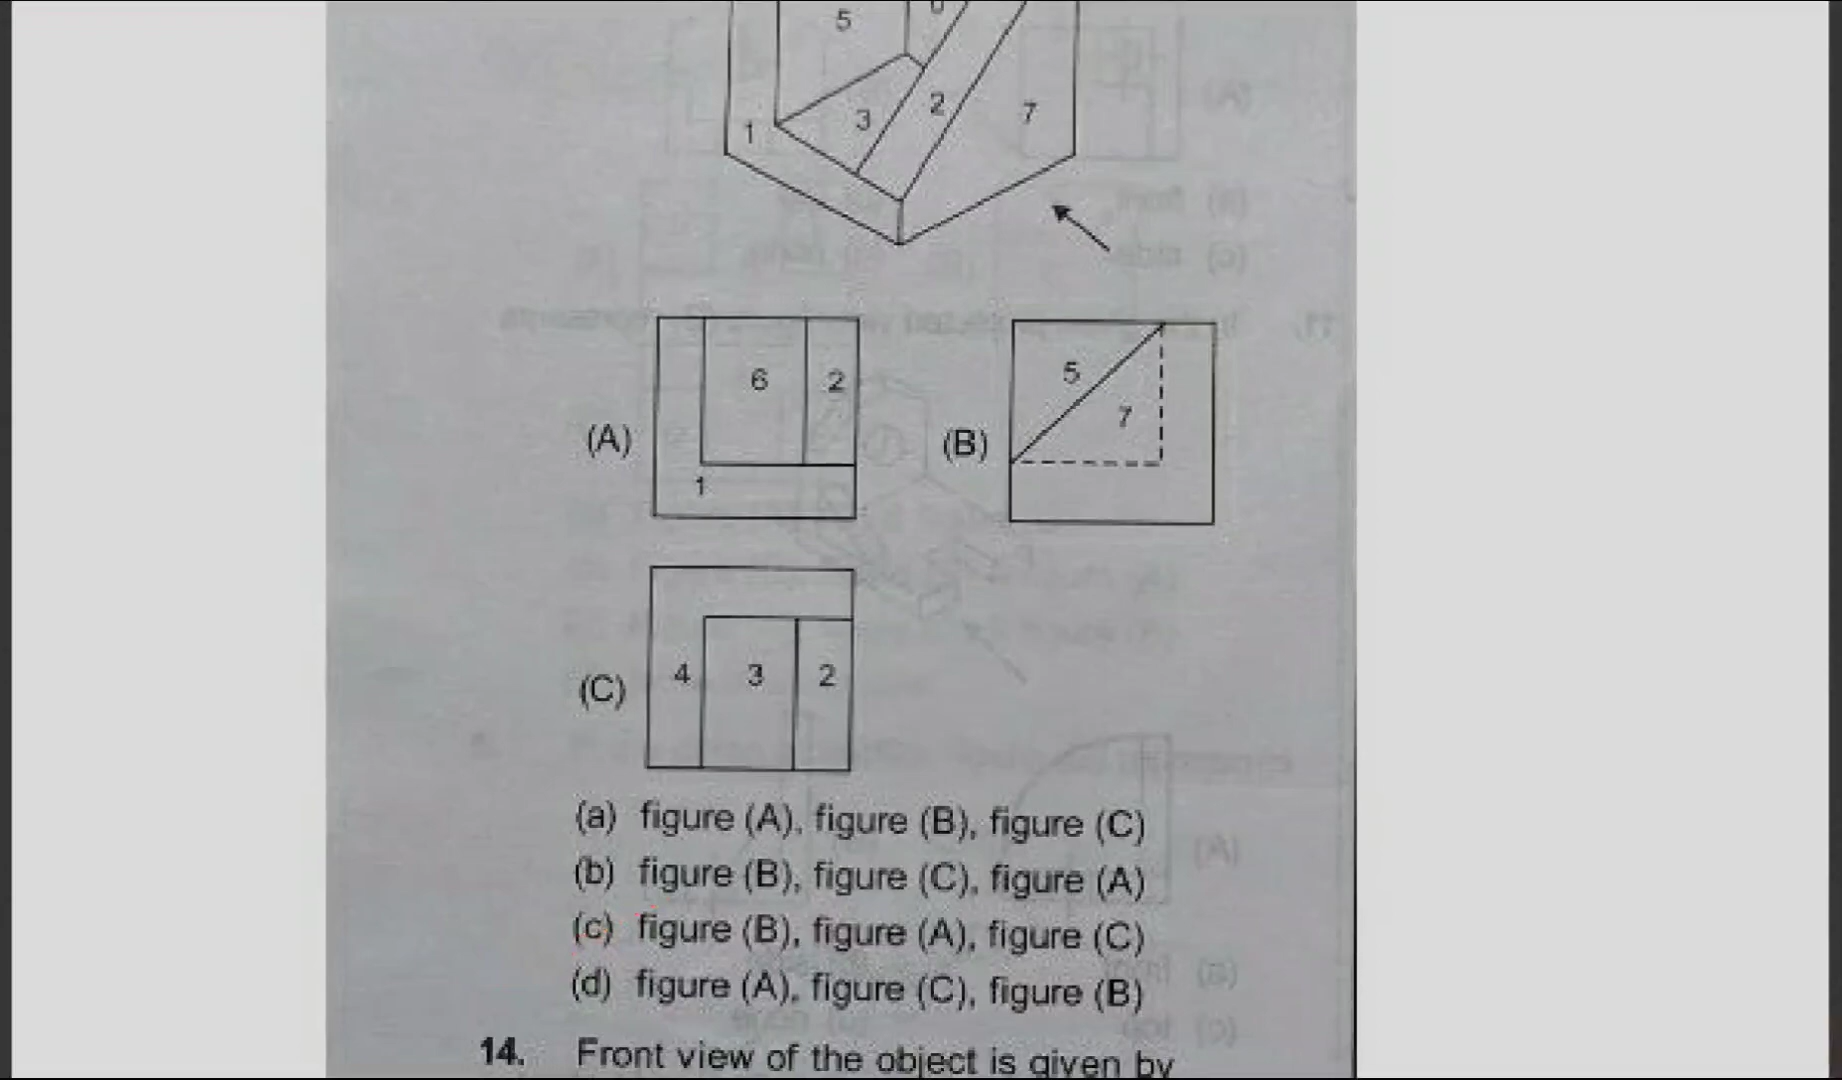 5
3
2
7
1
6
2
(A)
1
5
7
(B)
4
3
2
(C)
(a) figure (A), figure (B), figure (C)
(b) figure (B), figure (C), figure (A)
(c) figure (B), figure (A), figure (C)
(d) figure (A), figure (C), figure (B)
14. Front view of the object is given by